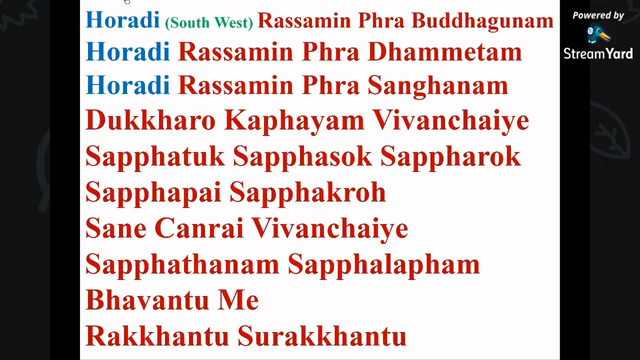 Horadi (South West) Rassamin Phra Buddhagunam
Horadi Rassamin Phra Dhammetam
Horadi Rassamin Phra Sanghanam
Dukkharo Kaphayam Vivanchaiye
Sapphatuk Sapphasok Sappharok
Sapphapai Sapphakroh
Sane Canrai Vivanchaiye
Sapphathanam Sapphalapham
Bhavantu Me
Rakkhantu Surakkhantu
Powered by
StreamYard